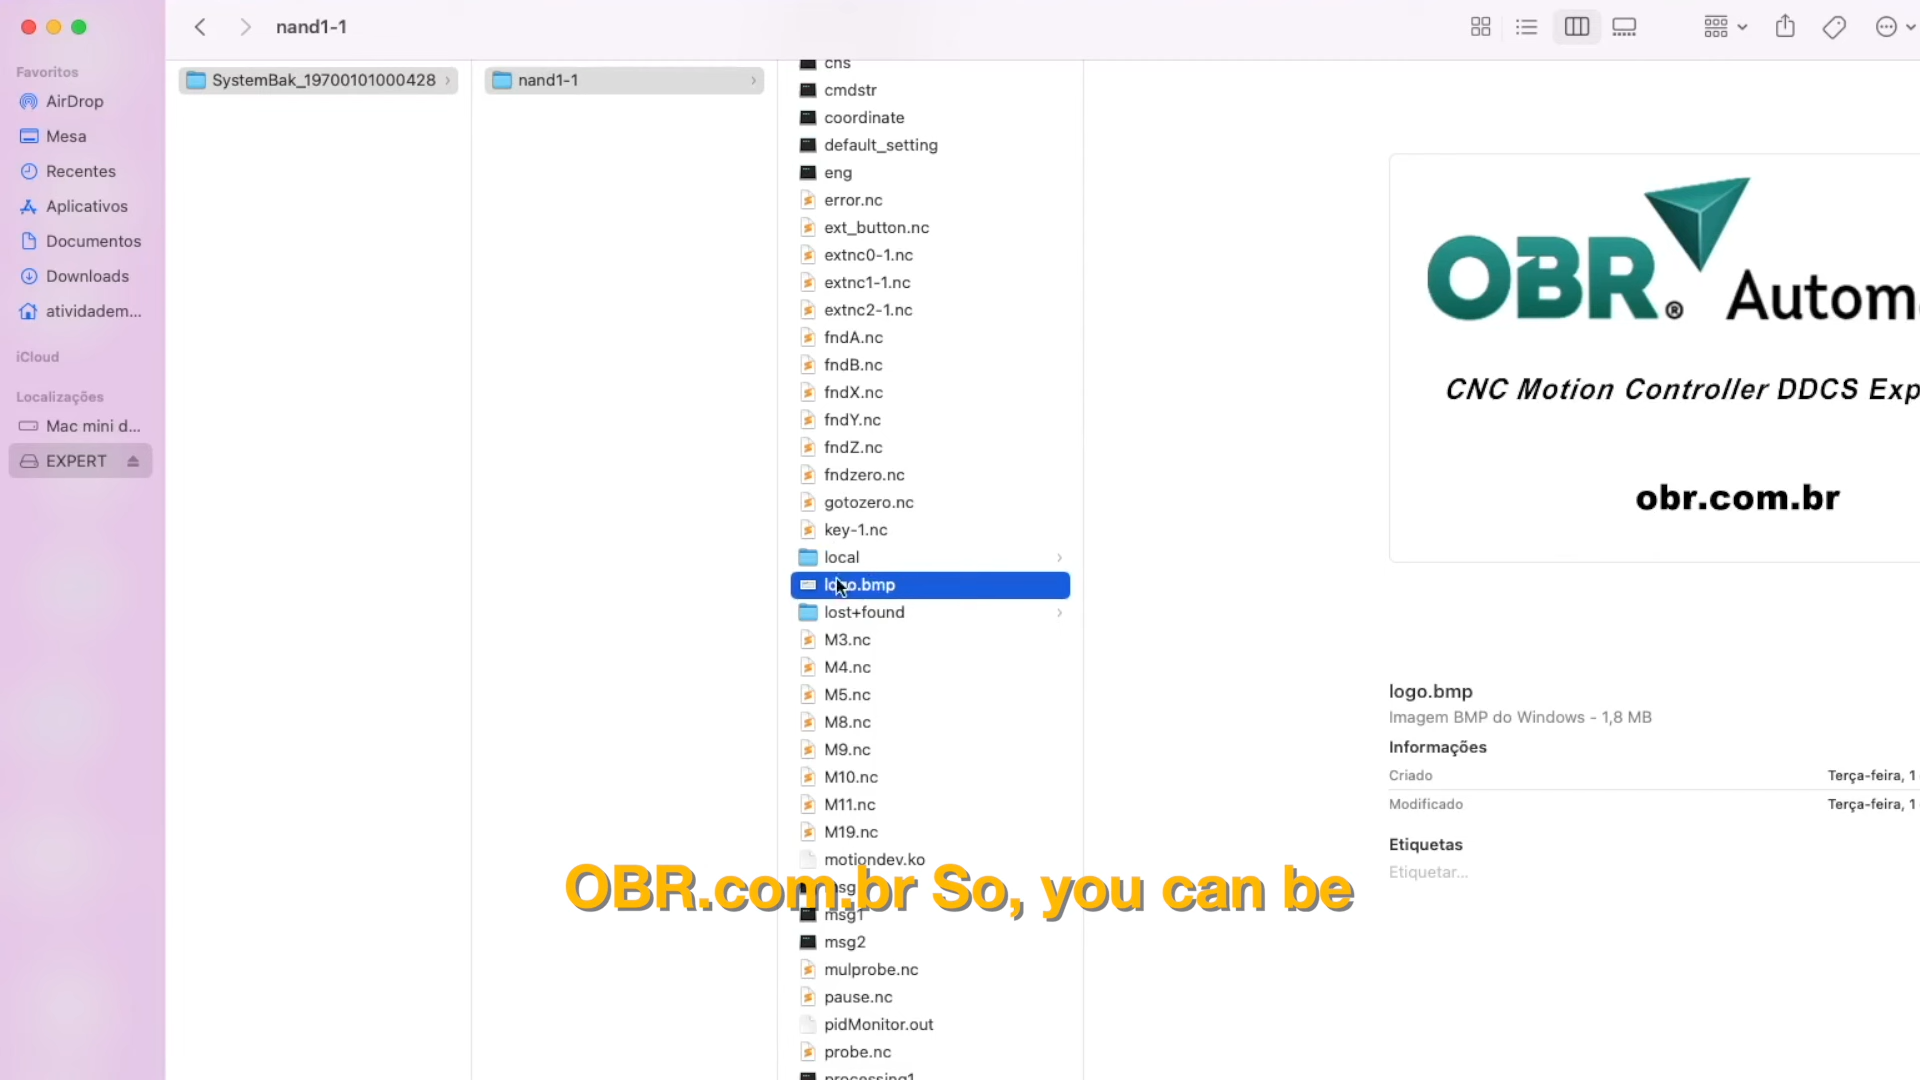 nand1-1
Favoritos
AirDrop
Mesa
Recentes
Aplicativos
Documentos
Downloads
atividadem...
iCloud
Localizações
Mac mini d...
EXPERT
SystemBak_19700101000428
nand1-1
cns
cmdstr
coordinate
default_setting
eng
error.nc
ext_button.nc
extnc0-1.nc
extnc1-1.nc
extnc2-1.nc
fndA.nc
fndB.nc
fndX.nc
fndY.nc
fndZ.nc
fndzero.nc
gotozero.nc
key-1.nc
local
logo.bmp
lost+found
M3.nc
M4.nc
M5.nc
M8.nc
M9.nc
M10.nc
M11.nc
M19.nc
motiondev.ko
msg
msg1
msg2
mulprobe.nc
pause.nc
pidMonitor.out
probe.nc
processing1
OBR® Automa
CNC Motion Controller DDCS Exp
obr.com.br
logo.bmp
Imagem BMP do Windows - 1,8 MB
Informações
Criado Terça-feira, 1
Modificado Terça-feira, 1
Etiquetas
Etiquetar...
OBR.com.br So, you can be